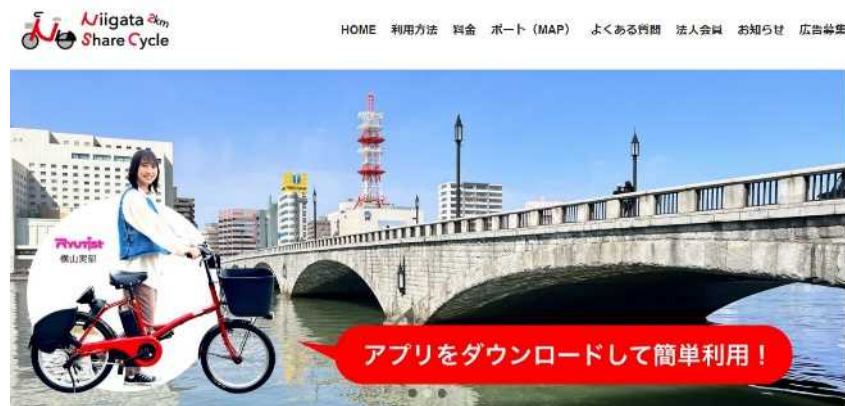 Niigata 2km
Share Cycle
HOME 利用方法 料金 ポート（MAP） よくある質問 法人会員 お知らせ 広告募集
RYUTist
横山実郁
アプリをダウンロードして簡単利用！